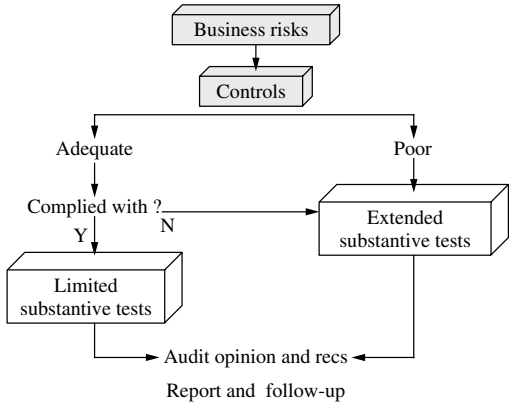 Business risks
Controls
Adequate
Poor
Complied with ?
N
Y
Extended
substantive tests
Limited
substantive tests
Audit opinion and recs
Report and follow-up